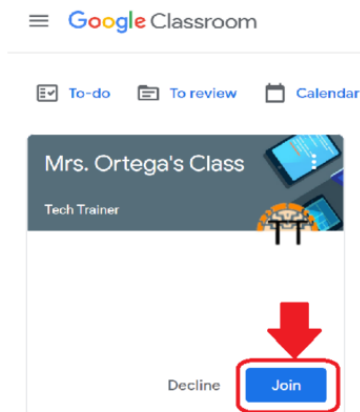 Google Classroom
To-do To review Calendar
Mrs. Ortega's Class
Tech Trainer
Decline Join